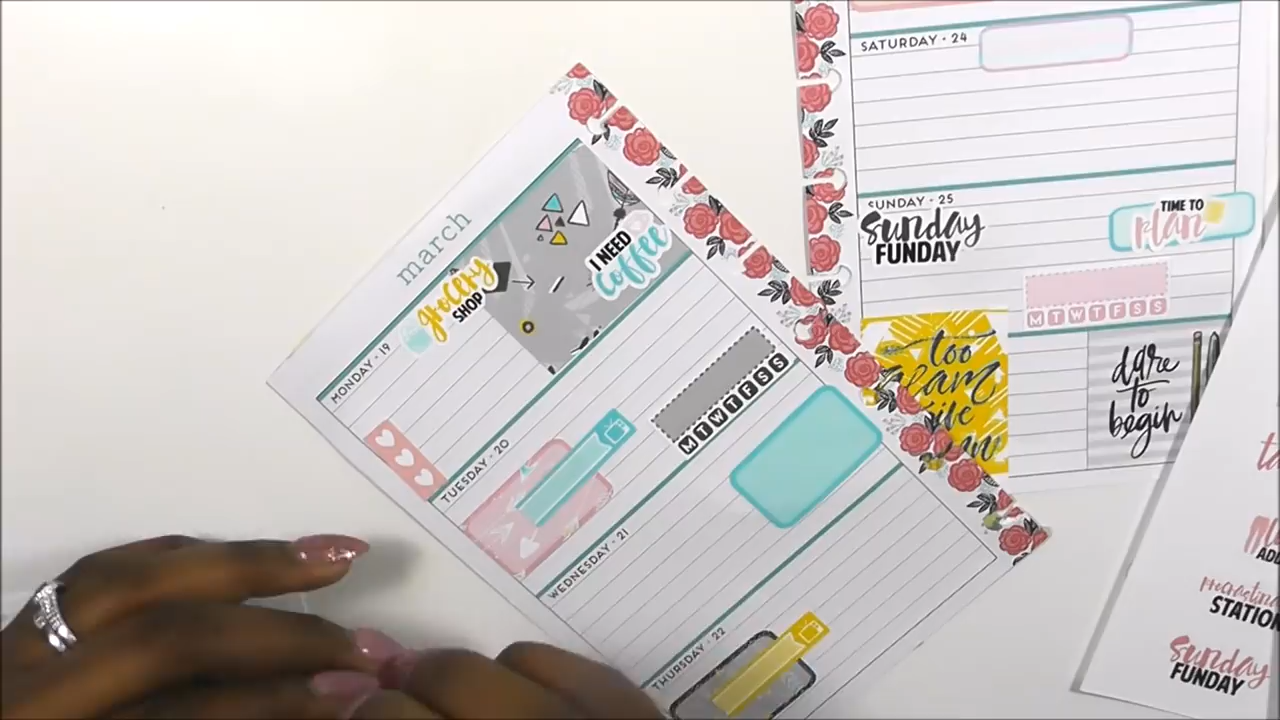 march
MONDAY · 19
grocery
SHOP
I NEED
coffee
TUESDAY · 20
M T W T F S S
WEDNESDAY · 21
THURSDAY · 22
SATURDAY · 24
SUNDAY · 25
Sunday
FUNDAY
TIME TO
plan
M T W T F S S
too
dare
to
begin
STATION
Sunday
FUNDAY